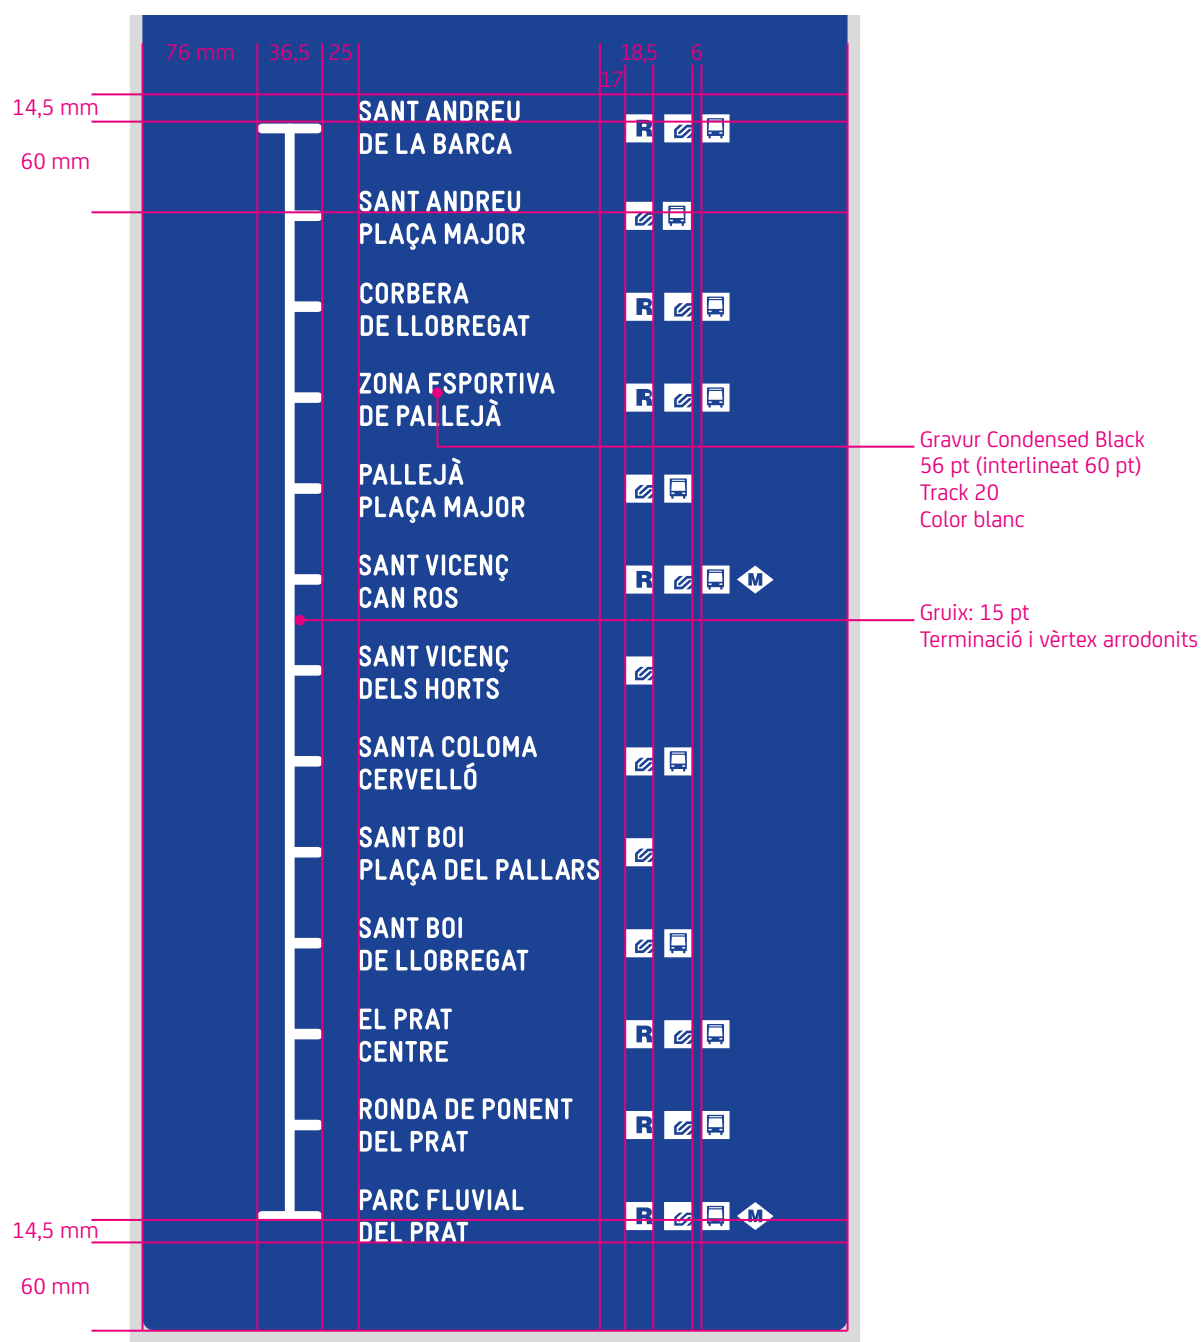 76 mm 36,5 25 18,5 6
17
14,5 mm
60 mm
SANT ANDREU
DE LA BARCA
R
SANT ANDREU
PLAÇA MAJOR
CORBERA
DE LLOBREGAT
R
ZONA ESPORTIVA
DE PALLEJÀ
R
Gravur Condensed Black
56 pt (interlineat 60 pt)
Track 20
Color blanc
PALLEJÀ
PLAÇA MAJOR
SANT VICENÇ
CAN ROS
R M
Gruix: 15 pt
Terminació i vèrtex arrodonits
SANT VICENÇ
DELS HORTS
SANTA COLOMA
CERVELLÓ
SANT BOI
PLAÇA DEL PALLARS
SANT BOI
DE LLOBREGAT
EL PRAT
CENTRE
R
RONDA DE PONENT
DEL PRAT
R
PARC FLUVIAL
DEL PRAT
R M
14,5 mm
60 mm